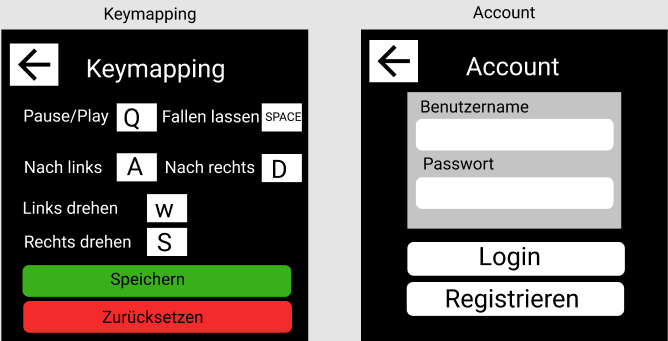 Keymapping
Keymapping
Pause/Play Q Fallen lassen SPACE
Nach links A Nach rechts D
Links drehen w
Rechts drehen S
Speichern
Zurücksetzen
Account
Account
Benutzername
Passwort
Login
Registrieren